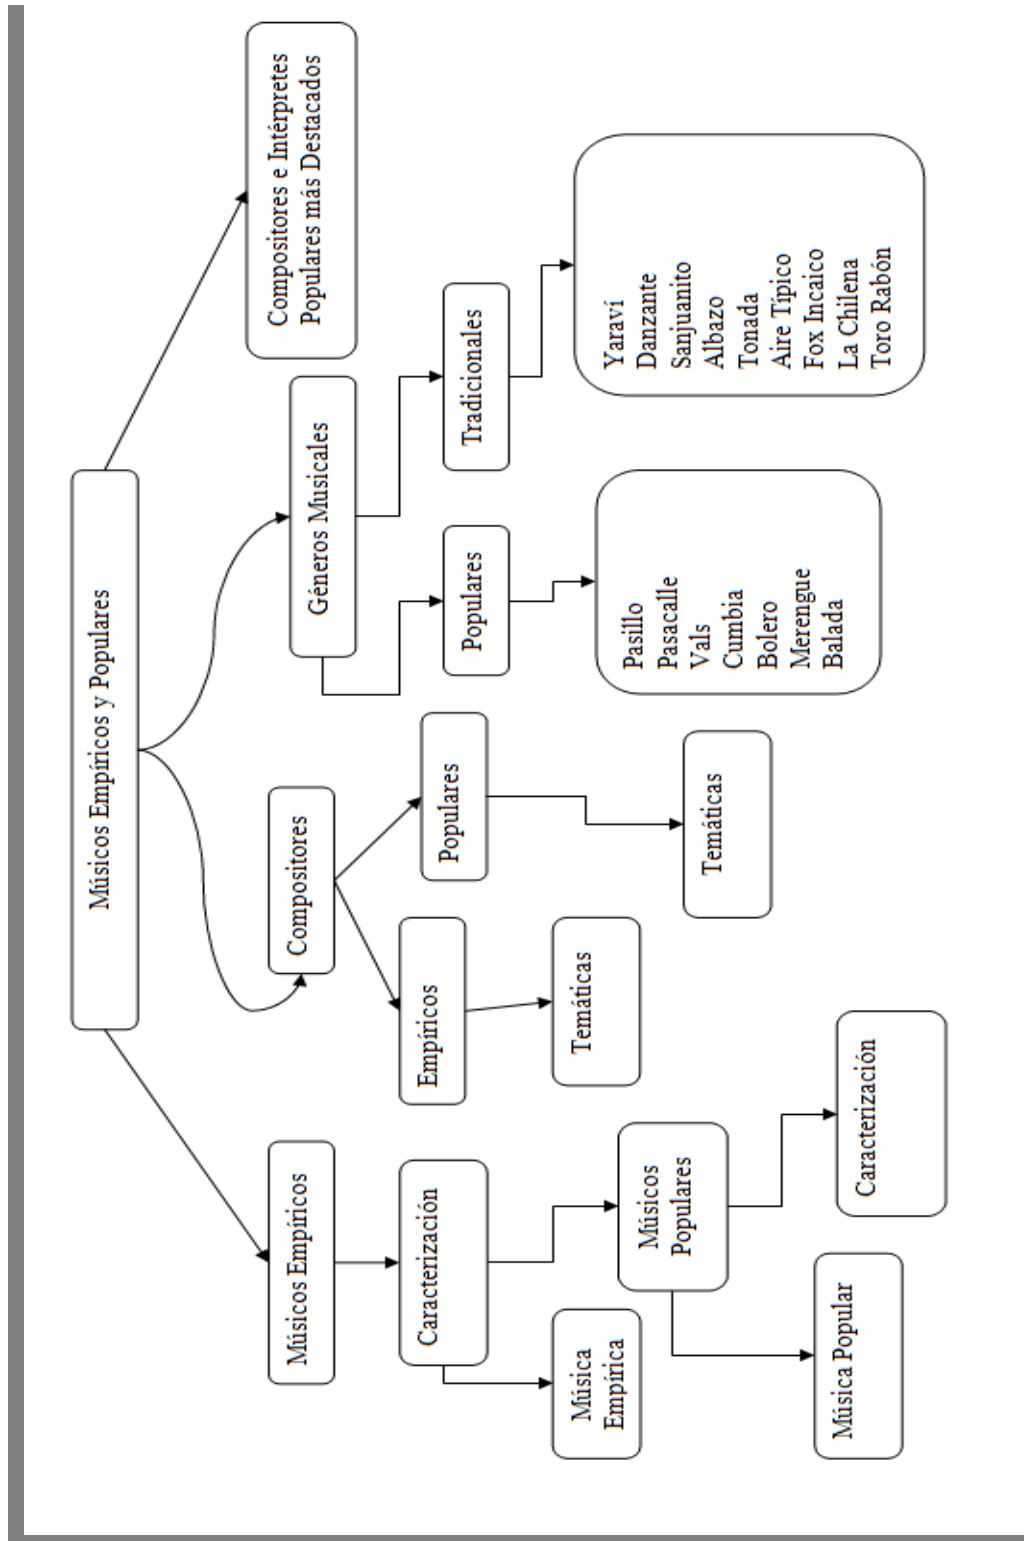 Músicos Empíricos y Populares
Músicos Empíricos
Compositores
Géneros Musicales
Compositores e Intérpretes
Populares más Destacados
Caracterización
Empíricos
Populares
Populares
Tradicionales
Música
Empírica
Músicos
Populares
Temáticas
Temáticas
Pasillo
Pasacalle
Vals
Cumbia
Bolero
Merengue
Balada
Yaraví
Danzante
Sanjuanito
Albazo
Tonada
Aire Típico
Fox Incaico
La Chilena
Toro Rabón
Música Popular
Caracterización